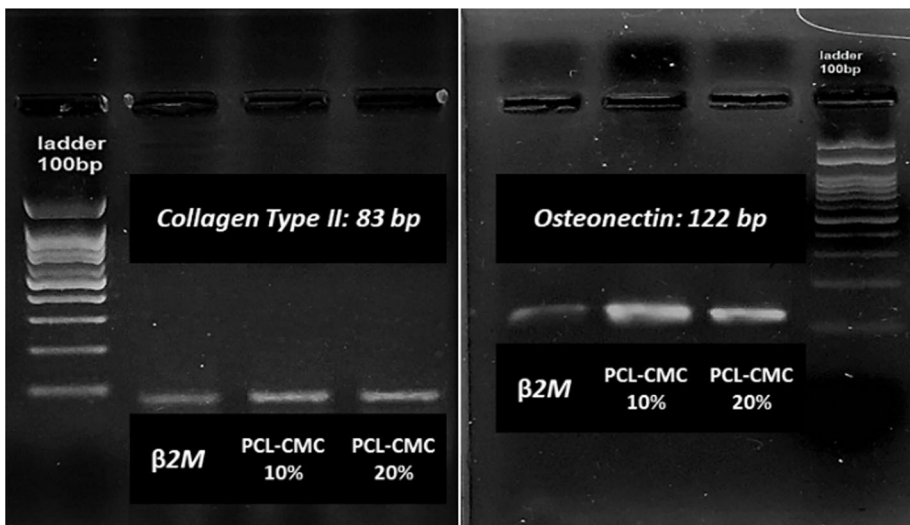 ladder
100bp
Collagen Type II: 83 bp
β2M
PCL-CMC
10%
PCL-CMC
20%
ladder
100bp
Osteonectin: 122 bp
β2M
PCL-CMC
10%
PCL-CMC
20%